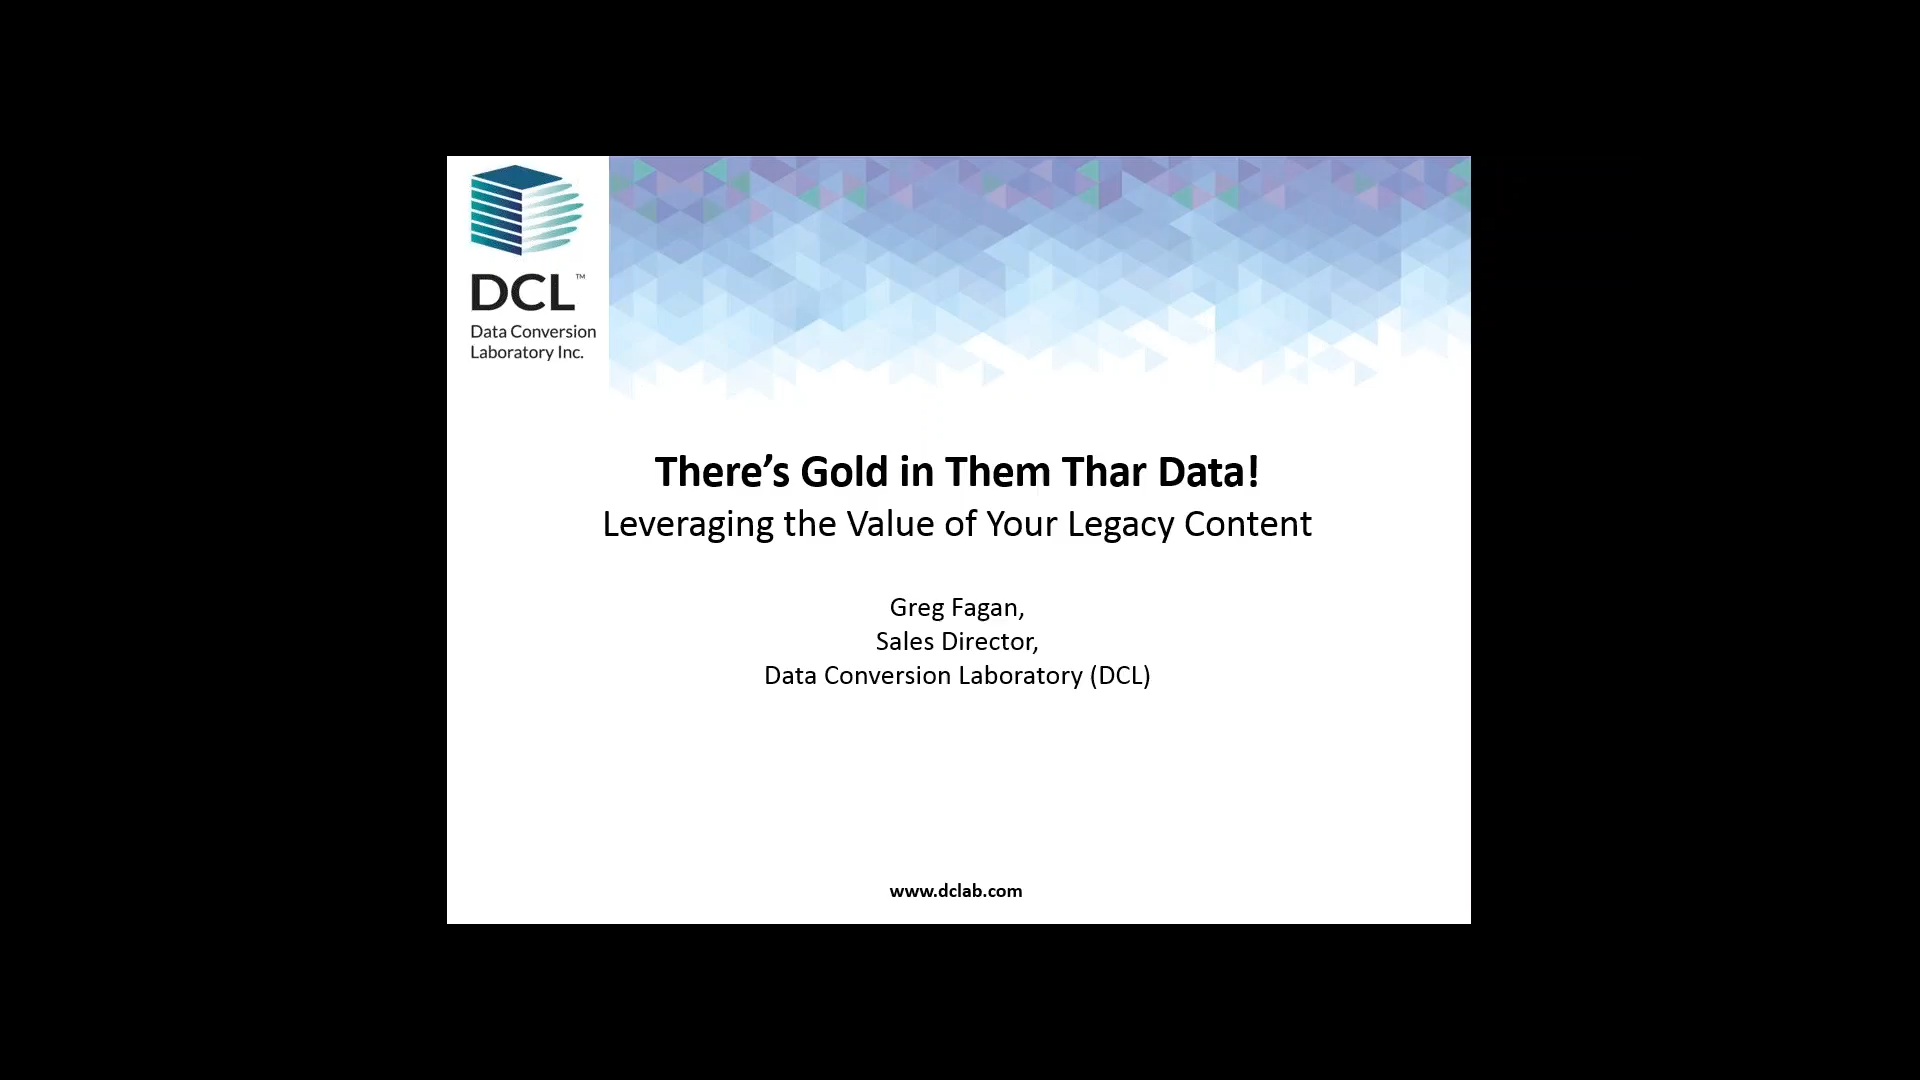 DCL™
Data Conversion
Laboratory Inc.
There’s Gold in Them Thar Data!
Leveraging the Value of Your Legacy Content
Greg Fagan,
Sales Director,
Data Conversion Laboratory (DCL)
www.dclab.com